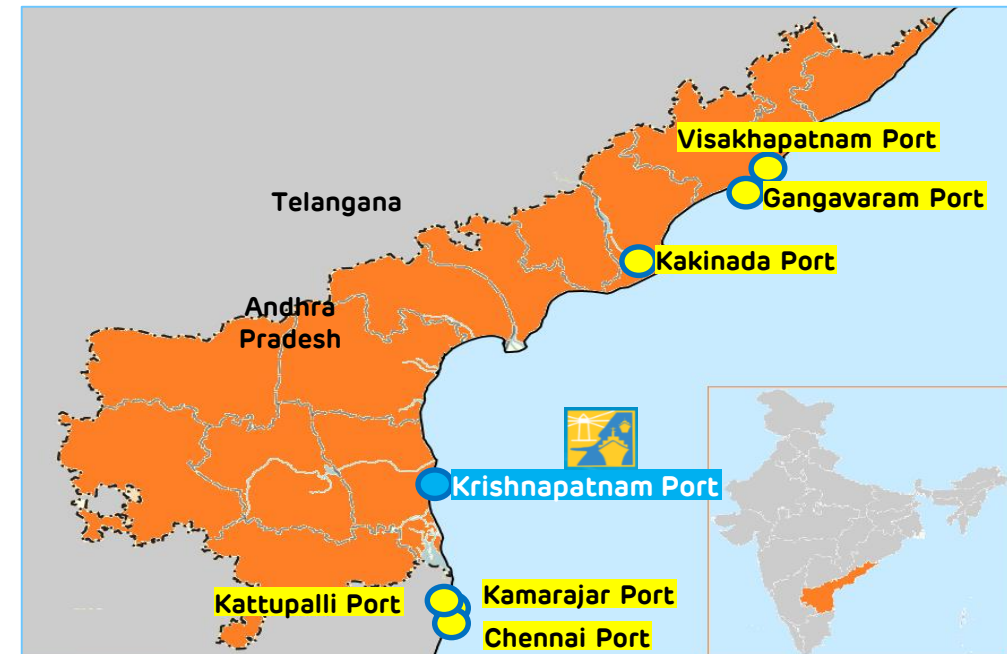 Visakhapatnam Port
Telangana
Gangavaram Port
Kakinada Port
Andhra
Pradesh
Krishnapatnam Port
Kattupalli Port
Kamarajar Port
Chennai Port